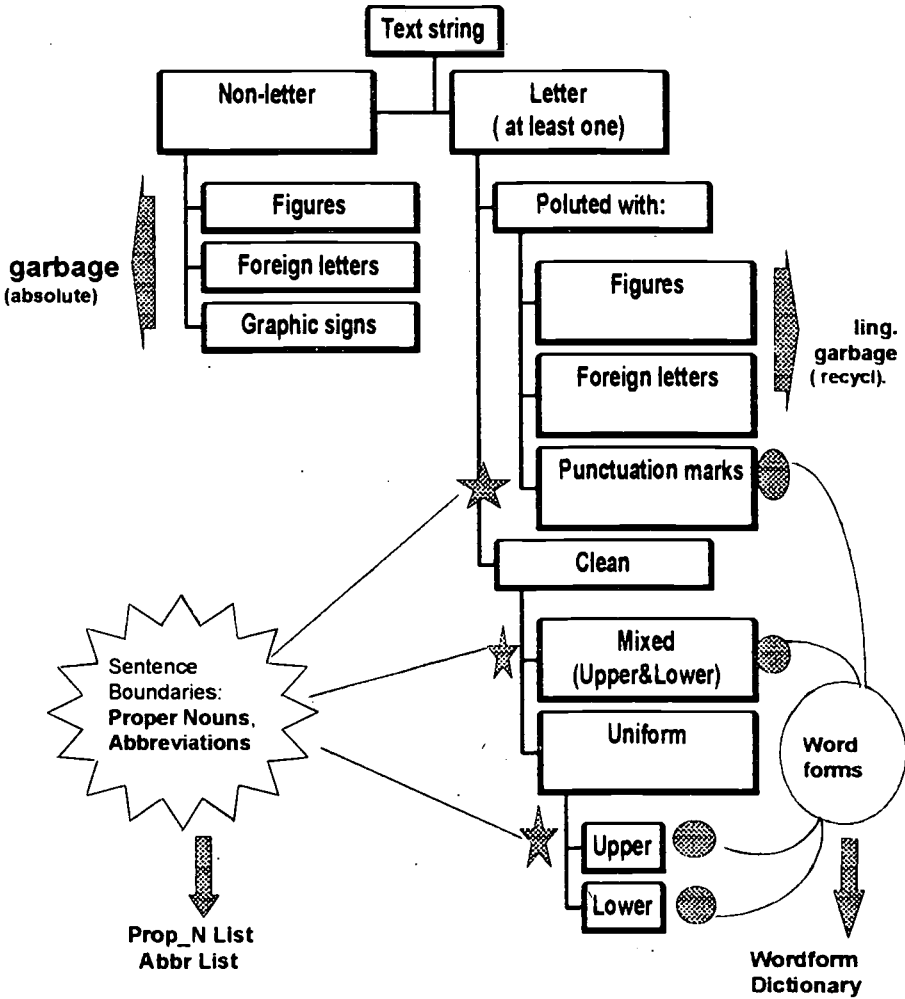 Text string
Non-letter
Letter
( at least one)
Figures
Foreign letters
Graphic signs
garbage
(absolute)
Poluted with:
Figures
Foreign letters
Punctuation marks
ling.
garbage
( recycl).
Clean
Mixed
(Upper&Lower)
Uniform
Upper
Lower
Sentence
Boundaries:
Proper Nouns,
Abbreviations
Prop_N List
Abbr List
Word
forms
Wordform
Dictionary